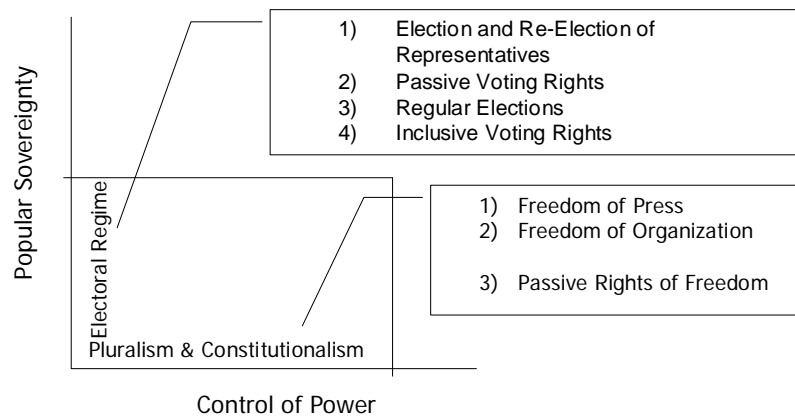 1) Election and Re-Election of
Representatives
2) Passive Voting Rights
3) Regular Elections
4) Inclusive Voting Rights
Popular Sovereignty
Electoral Regime
1) Freedom of Press
2) Freedom of Organization
3) Passive Rights of Freedom
Pluralism & Constitutionalism
Control of Power